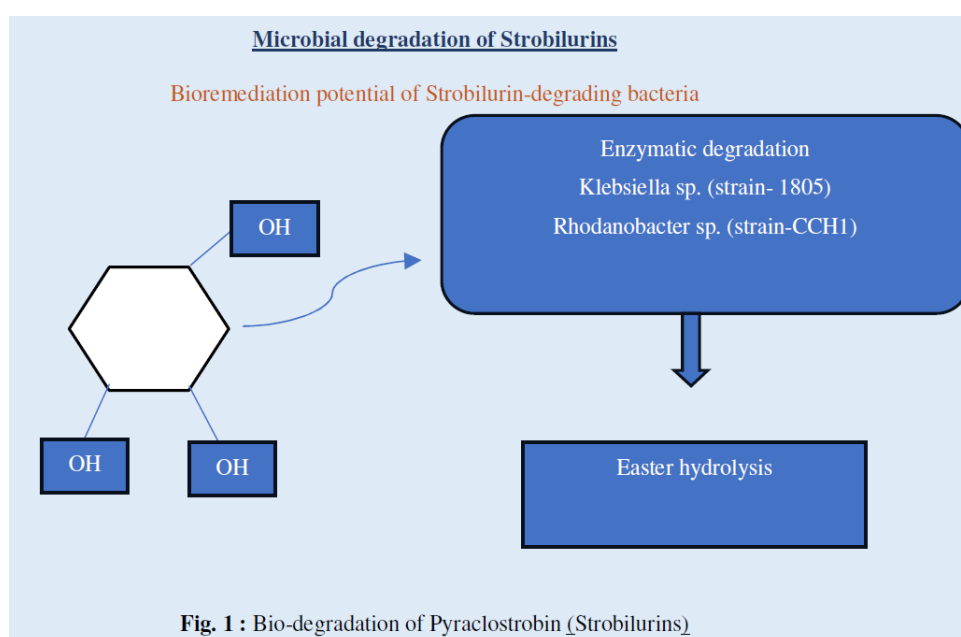 Microbial degradation of Strobilurins
Bioremediation potential of Strobilurin-degrading bacteria
Enzymatic degradation
Klebsiella sp. (strain- 1805)
Rhodanobacter sp. (strain-CCH1)
OH
OH
OH
Easter hydrolysis
Fig. 1 : Bio-degradation of Pyraclostrobin (Strobilurins)